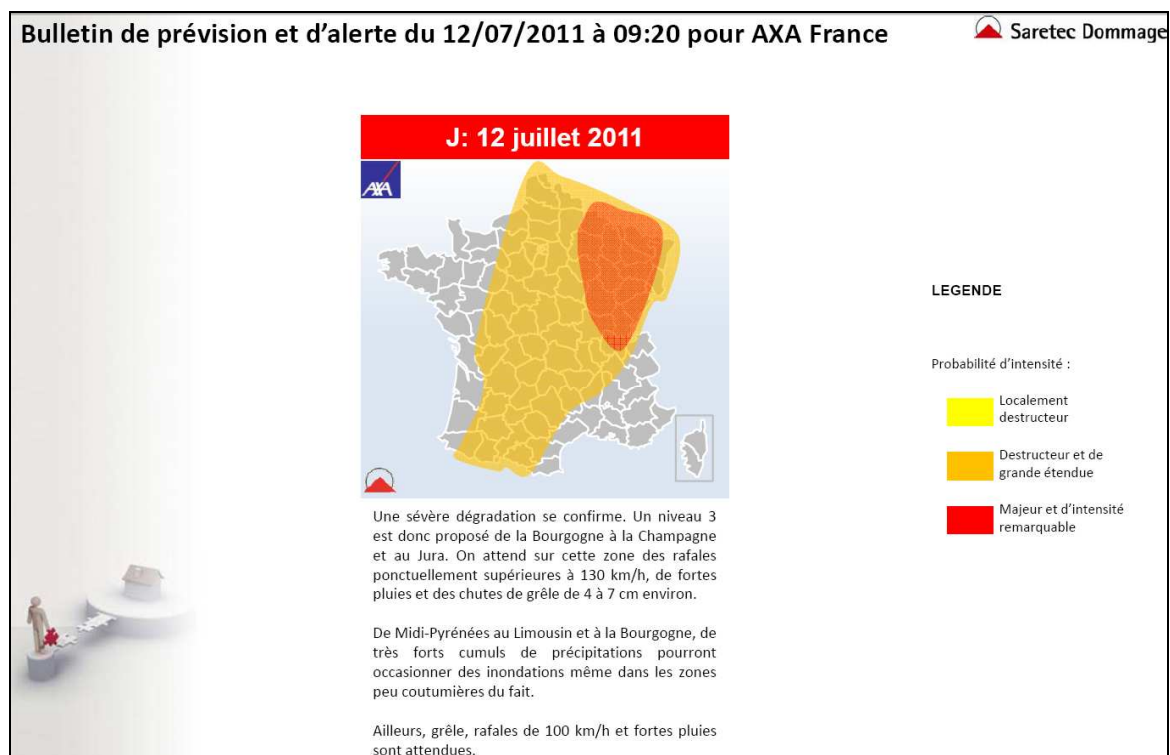 Bulletin de prévision et d'alerte du 12/07/2011 à 09:20 pour AXA France
Saretec Dommage
J: 12 juillet 2011
AXA
Une sévère dégradation se confirme. Un niveau 3
est donc proposé de la Bourgogne à la Champagne
et au Jura. On attend sur cette zone des rafales
ponctuellement supérieures à 130 km/h, de fortes
pluies et des chutes de grêle de 4 à 7 cm environ.
De Midi-Pyrénées au Limousin et à la Bourgogne, de
très forts cumuls de précipitations pourront
occasionner des inondations même dans les zones
peu coutumières du fait.
Ailleurs, grêle, rafales de 100 km/h et fortes pluies
sont attendues.
LEGENDE
Probabilité d'intensité :
Localement
destructeur
Destructeur et de
grande étendue
Majeur et d'intensité
remarquable